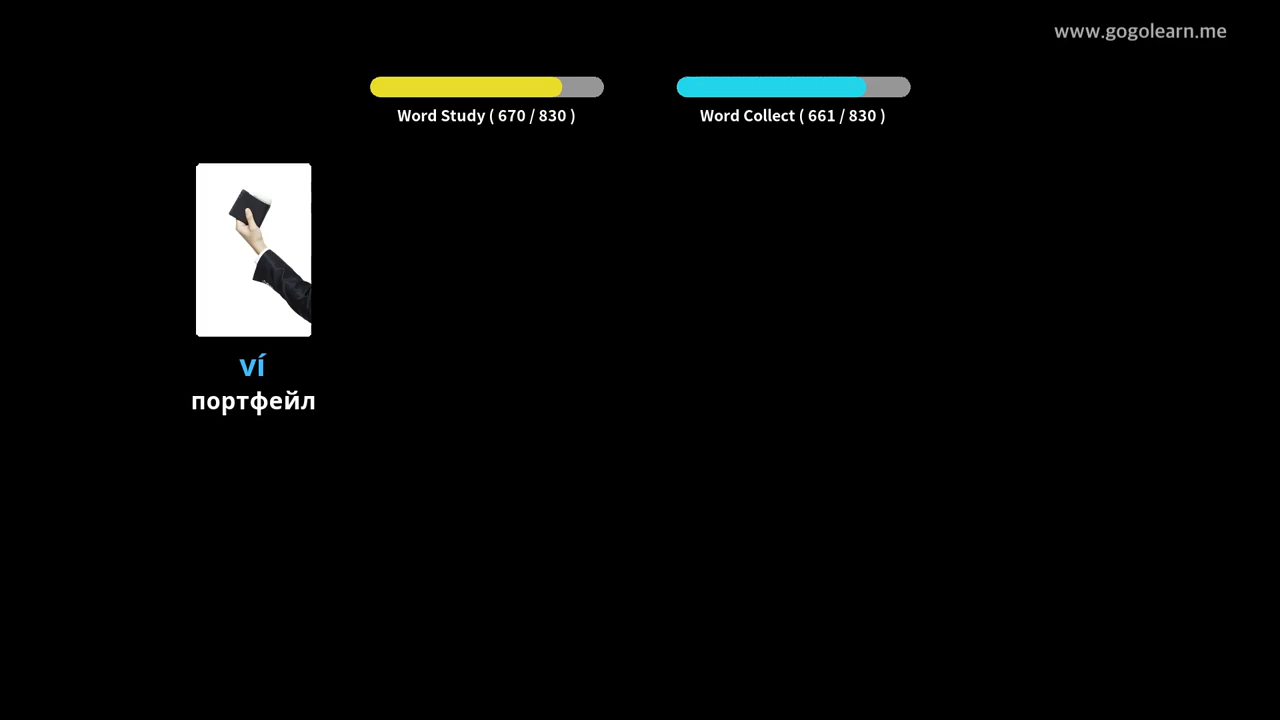 www.gogolearn.me
Word Study ( 670 / 830 )
Word Collect ( 661 / 830 )
ví
портфейл